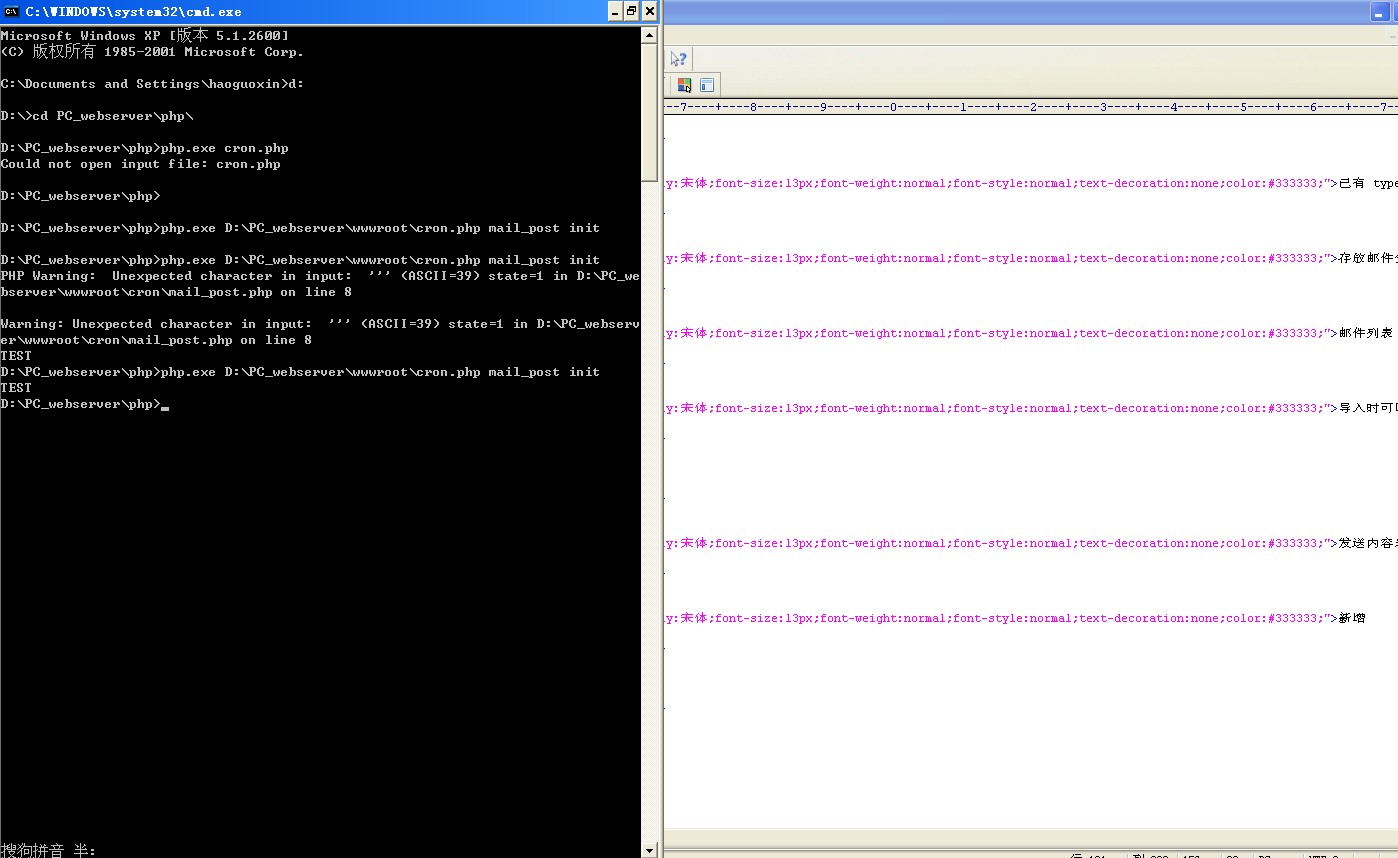 C:\WINDOWS\system32\cmd.exe
Microsoft Windows XP [版本 5.1.2600]
(C) 版权所有 1985-2001 Microsoft Corp.
C:\Documents and Settings\haoguoxin>d:
D:\>cd PC_webserver\php\
D:\PC_webserver\php>php.exe cron.php
Could not open input file: cron.php
D:\PC_webserver\php>
D:\PC_webserver\php>php.exe D:\PC_webserver\wwwroot\cron.php mail_post init
D:\PC_webserver\php>php.exe D:\PC_webserver\wwwroot\cron.php mail_post init
PHP Warning:  Unexpected character in input:  ''' (ASCII=39) state=1 in D:\PC_we
bserver\wwwroot\cron\mail_post.php on line 8
Warning: Unexpected character in input:  ''' (ASCII=39) state=1 in D:\PC_webserv
er\wwwroot\cron\mail_post.php on line 8
TEST
D:\PC_webserver\php>php.exe D:\PC_webserver\wwwroot\cron.php mail_post init
TEST
D:\PC_webserver\php>
搜狗拼音 半:
--7----+----8----+----9----+----0----+----1----+----2----+----3----+----4----+----5----+----6----+----7--
y:宋体;font-size:13px;font-weight:normal;font-style:normal;text-decoration:none;color:#333333;">已有 type
y:宋体;font-size:13px;font-weight:normal;font-style:normal;text-decoration:none;color:#333333;">存放邮件
y:宋体;font-size:13px;font-weight:normal;font-style:normal;text-decoration:none;color:#333333;">邮件列表
y:宋体;font-size:13px;font-weight:normal;font-style:normal;text-decoration:none;color:#333333;">导入时可
y:宋体;font-size:13px;font-weight:normal;font-style:normal;text-decoration:none;color:#333333;">发送内容
y:宋体;font-size:13px;font-weight:normal;font-style:normal;text-decoration:none;color:#333333;">新增